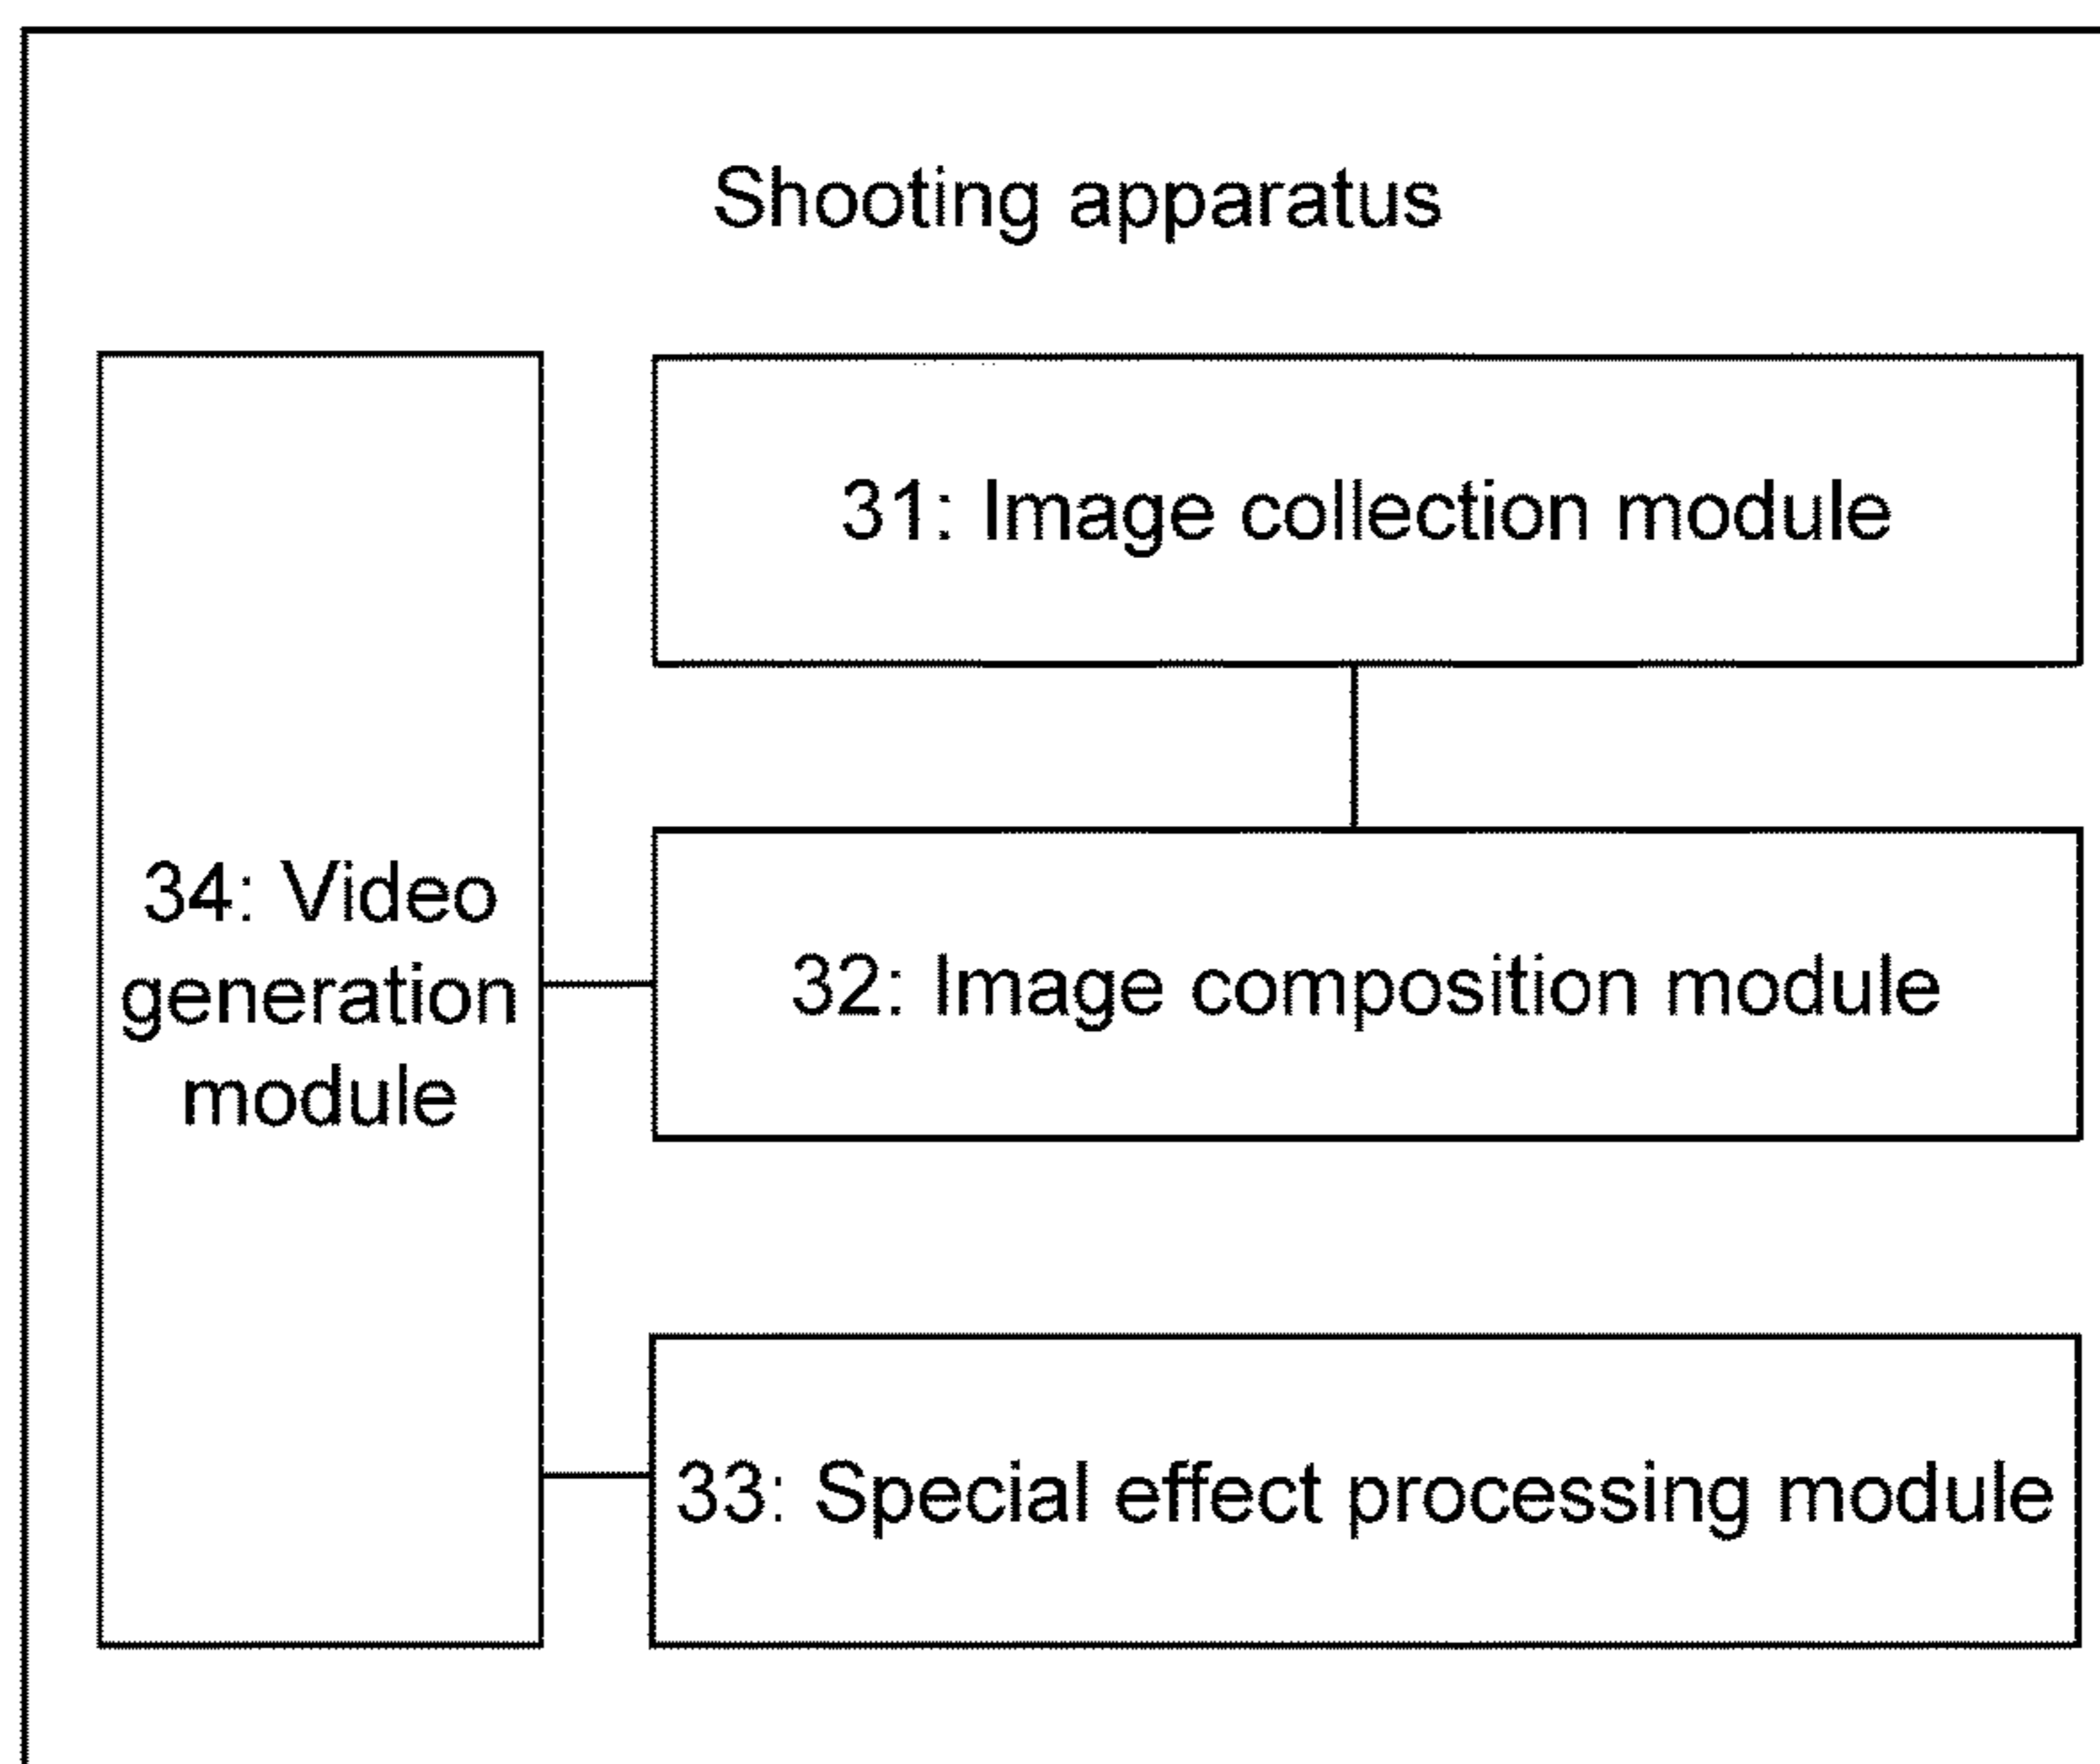 Shooting apparatus
31: Image collection module
34: Video
generation
module
32: Image composition module
33: Special effect processing module